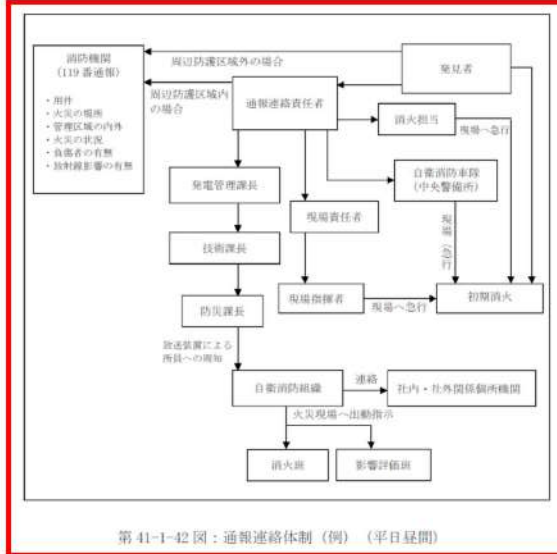 消防機関
(119番通報)
・用件
・火災の場所
・管理区域の内外
・火災の状況
・負傷者の有無
・放射線影響の有無
周辺防護区域外の場合
発見者
周辺防護区域内
の場合
通報連絡責任者
消火担当
現場へ急行
自衛消防車隊
(中央警備所)
発電管理課長
現場責任者
技術課長
現場指揮者
現場へ急行
初期消火
防災課長
放送装置による
所員への周知
自衛消防組織
連絡
社内・社外関係個所機関
火災現場へ出動指示
消火班
影響評価班
第41-1-42図:通報連絡体制(例)(平日昼間)